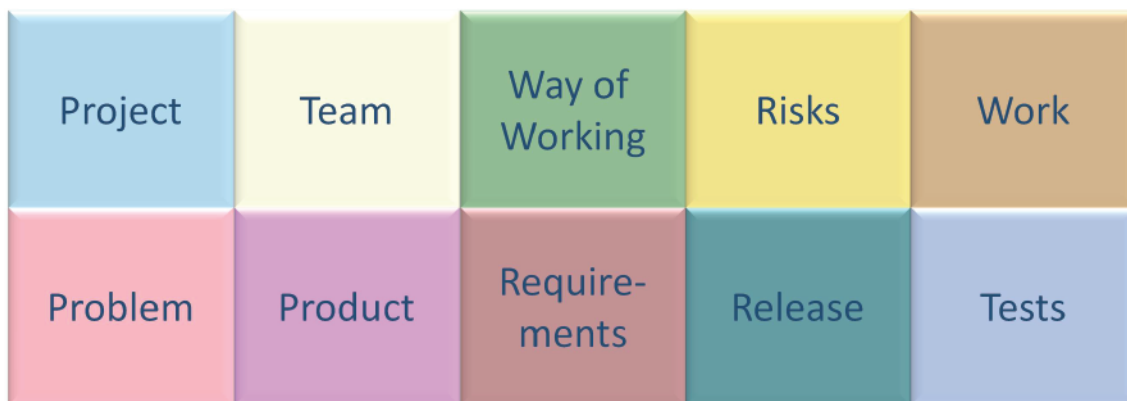 Project
Team
Way of
Working
Risks
Work
Problem
Product
Require-
ments
Release
Tests